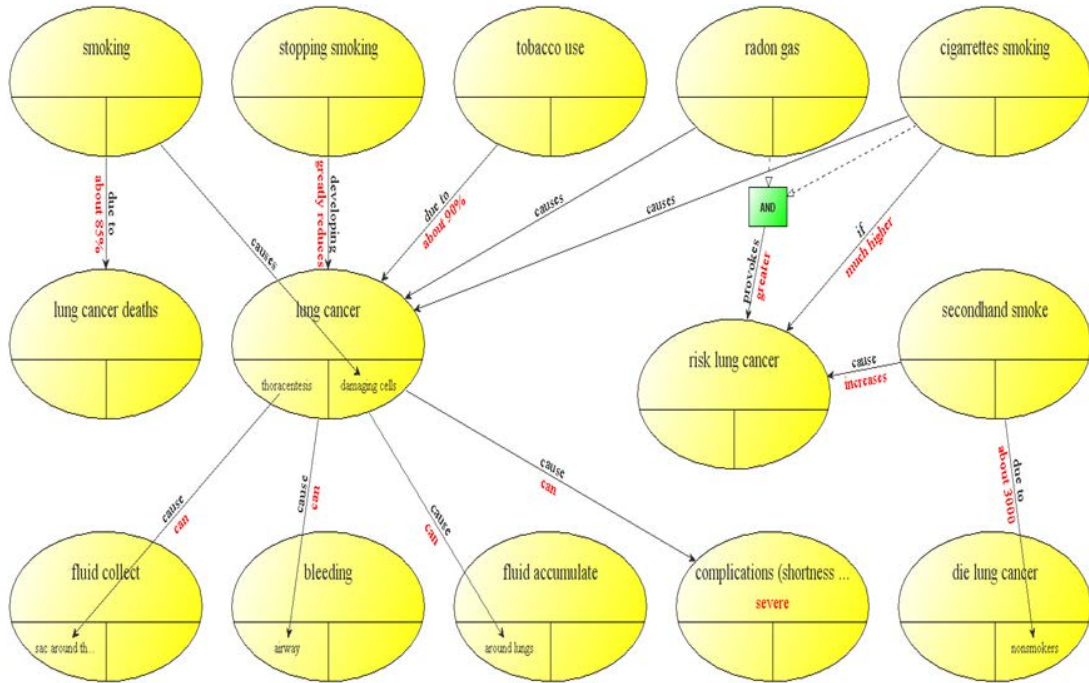 smoking
stopping smoking
tobacco use
radon gas
cigarrettes smoking
due to
about 85%
causes
developing
greatly reduces
due to
about 90%
causes
causes
AND
provokes
greater
if
much higher
lung cancer deaths
lung cancer
thoracentesis
damaging cells
risk lung cancer
secondhand smoke
cause
increases
cause
can
cause
can
cause
can
cause
can
due to
about 3000
fluid collect
sac around th...
bleeding
airway
fluid accumulate
around lungs
complications (shortness ...
severe
die lung cancer
nonsmokers